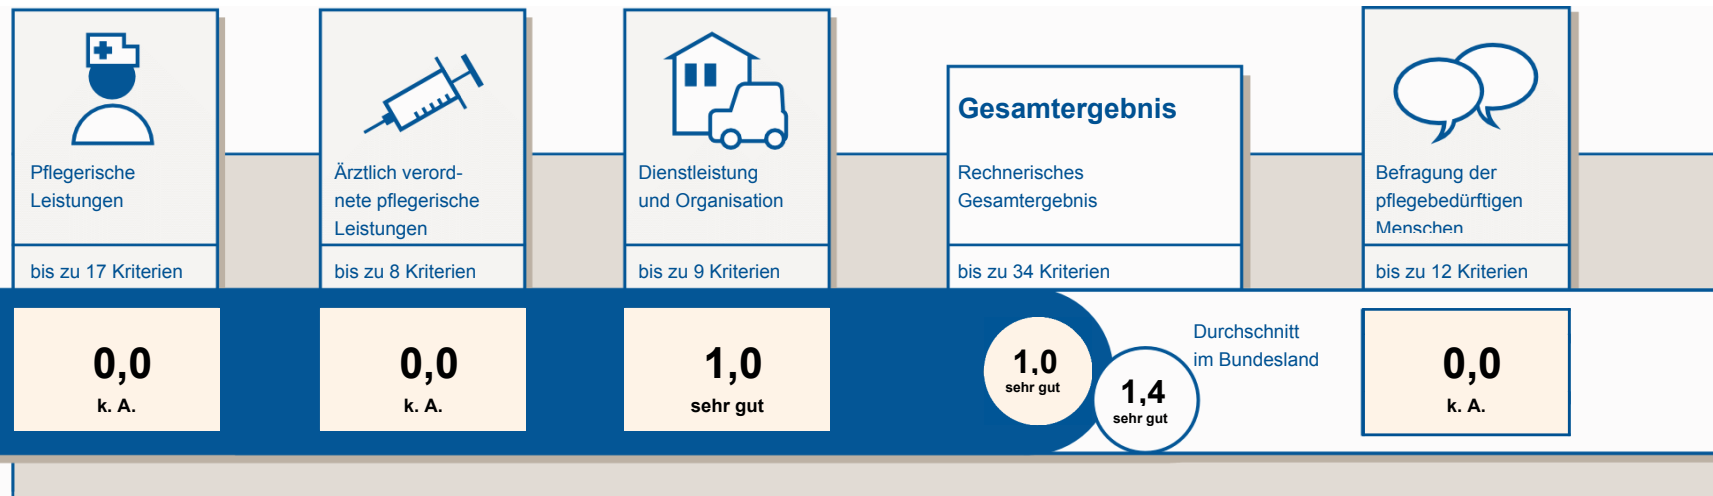 Pflegerische
Leistungen
bis zu 17 Kriterien
0,0
k. A.
Ärztlich verord-
nete pflegerische
Leistungen
bis zu 8 Kriterien
0,0
k. A.
Dienstleistung
und Organisation
bis zu 9 Kriterien
1,0
sehr gut
Gesamtergebnis
Rechnerisches
Gesamtergebnis
bis zu 34 Kriterien
1,0
sehr gut
1,4
sehr gut
Durchschnitt
im Bundesland
Befragung der
pflegebedürftigen
Menschen
bis zu 12 Kriterien
0,0
k. A.